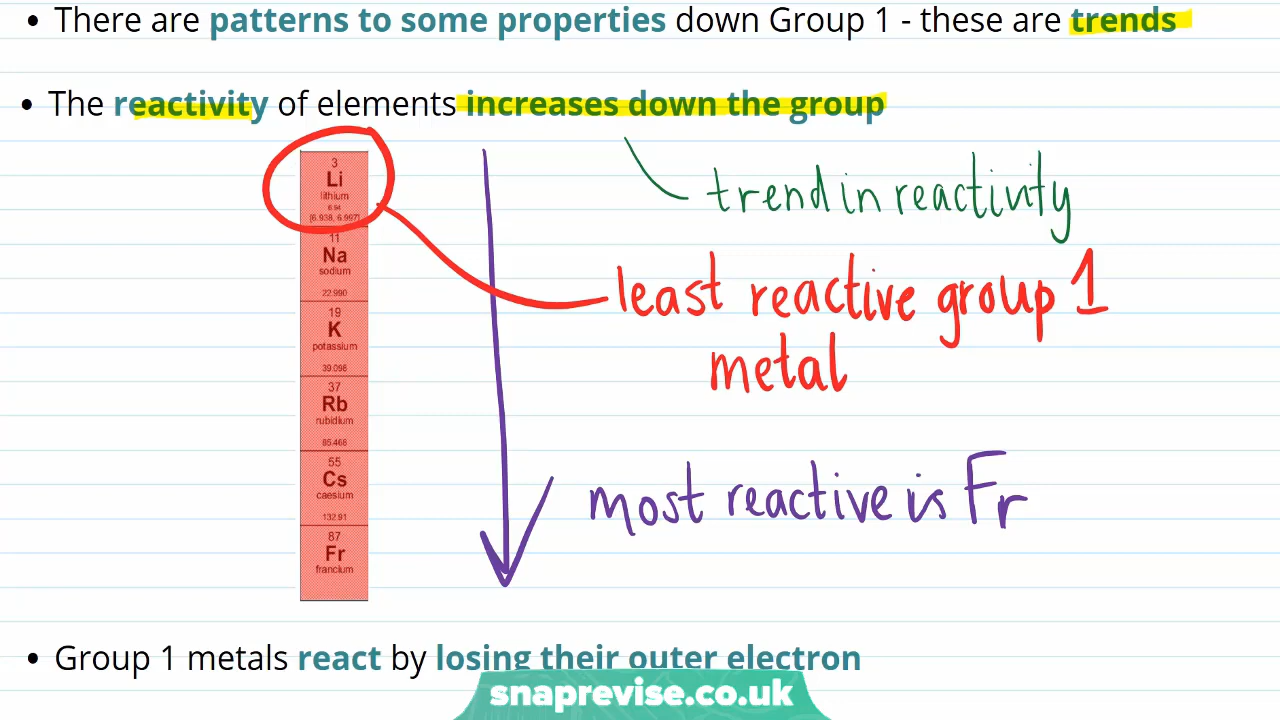 • There are patterns to some properties down Group 1 - these are trends
• The reactivity of elements increases down the group
3
Li
lithium
6.94
[6.938, 6.997]
11
Na
sodium
22.990
19
K
potassium
39.098
37
Rb
rubidium
85.468
55
Cs
caesium
132.91
87
Fr
francium
trend in reactivity
least reactive group 1
metal
most reactive is Fr
• Group 1 metals react by losing their outer electron
snaprevise.co.uk